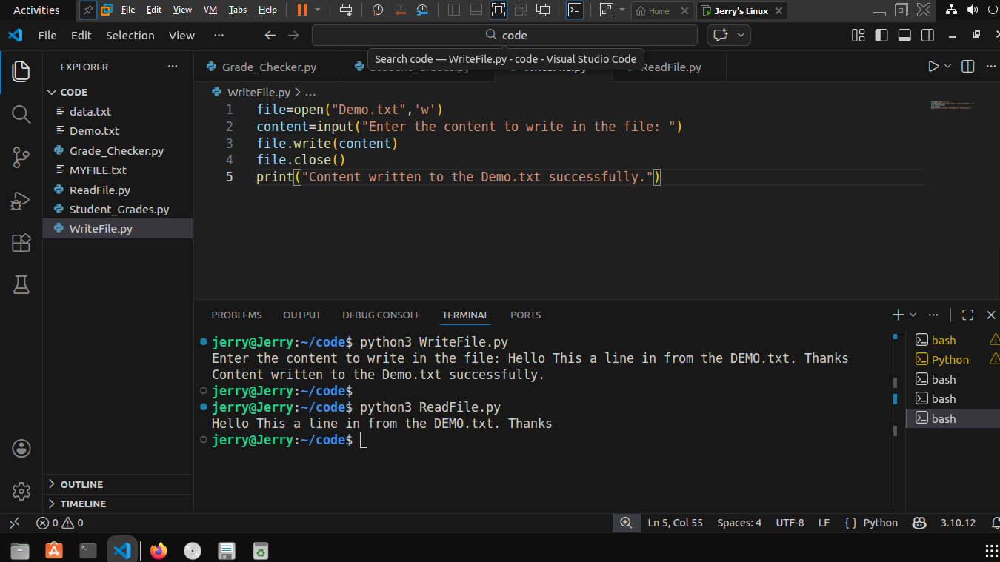 Activities File Edit View VM Tabs Help Home Jerry's Linux
File Edit Selection View ··· code
Search code — WriteFile.py - code - Visual Studio Code
EXPLORER ···
Grade_Checker.py ReadFile.py
CODE
data.txt
Demo.txt
Grade_Checker.py
MYFILE.txt
ReadFile.py
Student_Grades.py
WriteFile.py
OUTLINE
TIMELINE
WriteFile.py > ...
1 file=open("Demo.txt",'w')
2 content=input("Enter the content to write in the file: ")
3 file.write(content)
4 file.close()
5 print("Content written to the Demo.txt successfully.")
PROBLEMS OUTPUT DEBUG CONSOLE TERMINAL PORTS
jerry@Jerry:~/code$ python3 WriteFile.py
Enter the content to write in the file: Hello This a line in from the DEMO.txt. Thanks
Content written to the Demo.txt successfully.
jerry@Jerry:~/code$
jerry@Jerry:~/code$ python3 ReadFile.py
Hello This a line in from the DEMO.txt. Thanks
jerry@Jerry:~/code$
bash
Python
bash
bash
bash
0 0 Ln 5, Col 55 Spaces: 4 UTF-8 LF { } Python 3.10.12